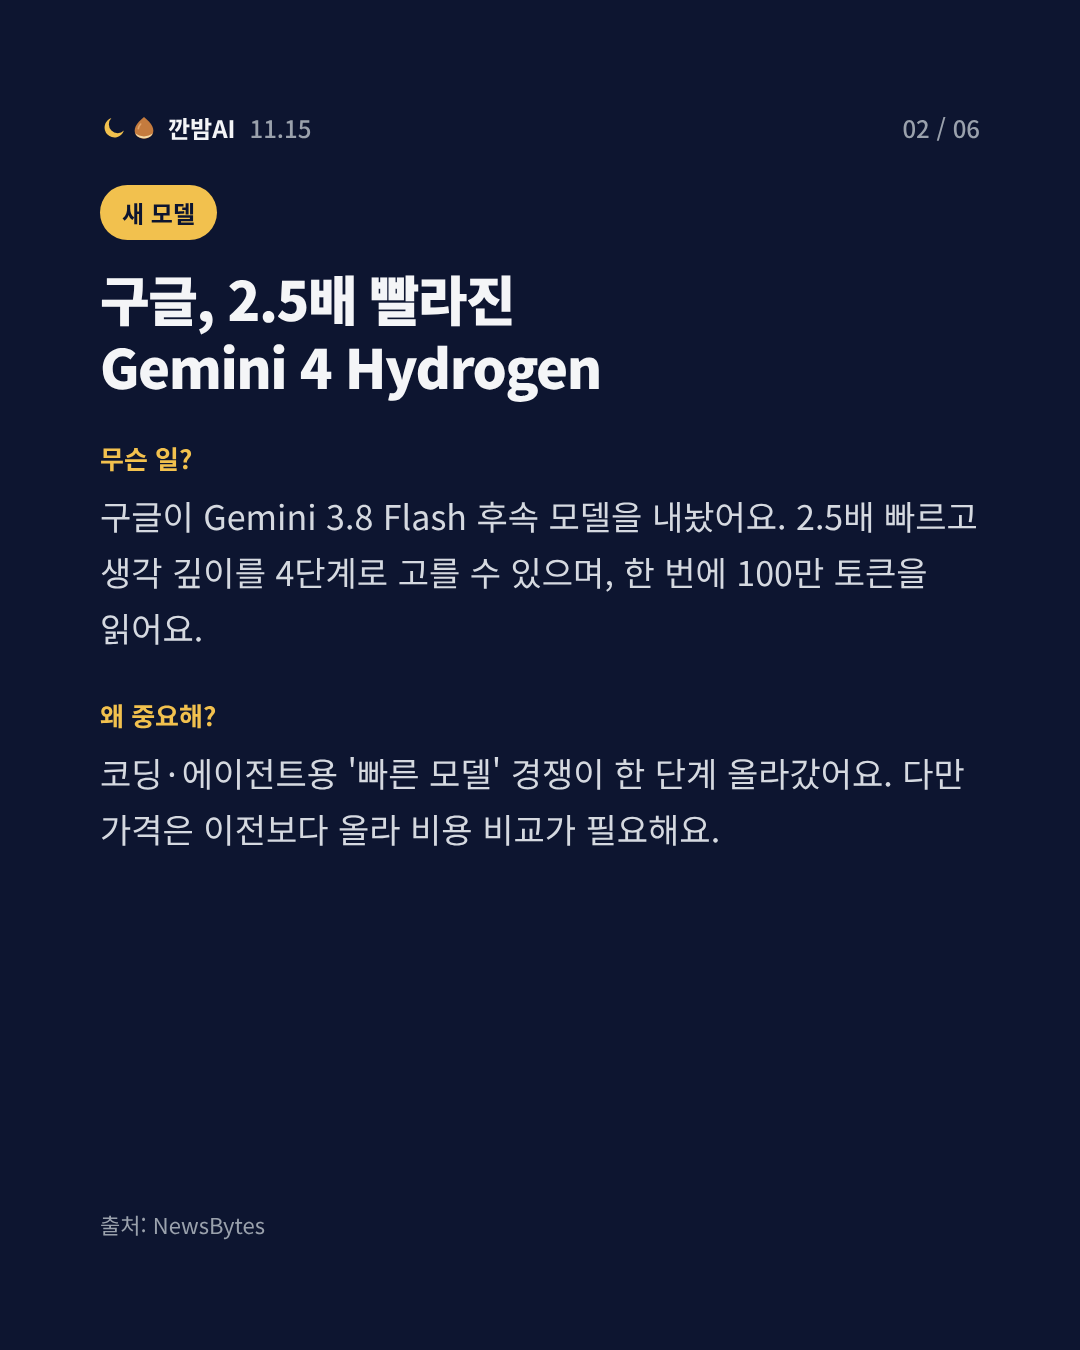 깐밤AI 11.15
02 / 06
새 모델
구글, 2.5배 빨라진
Gemini 4 Hydrogen
무슨 일?
구글이 Gemini 3.8 Flash 후속 모델을 내놨어요. 2.5배 빠르고
생각 깊이를 4단계로 고를 수 있으며, 한 번에 100만 토큰을
읽어요.
왜 중요해?
코딩·에이전트용 '빠른 모델' 경쟁이 한 단계 올라갔어요. 다만
가격은 이전보다 올라 비용 비교가 필요해요.
출처: NewsBytes